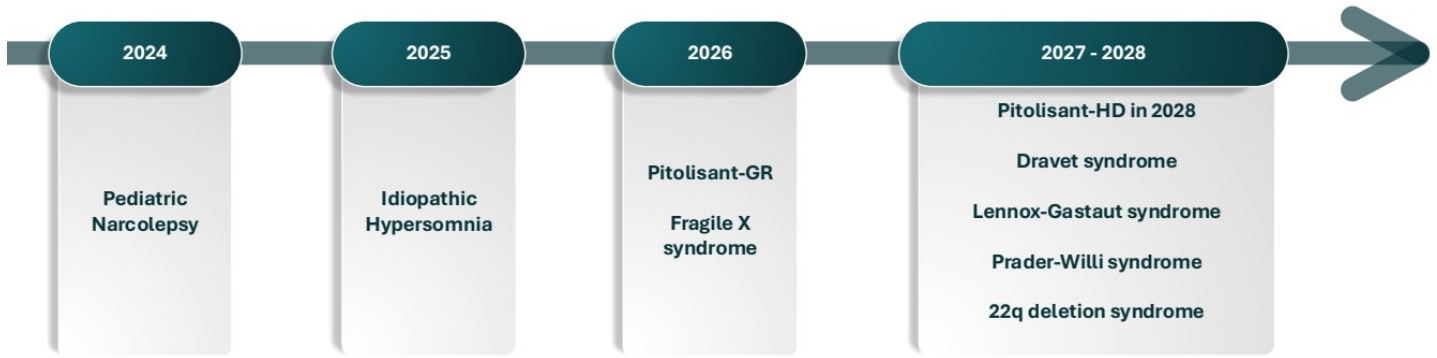 2024
Pediatric
Narcolepsy
2025
Idiopathic
Hypersomnia
2026
Pitolisant-GR
Fragile X
syndrome
2027 - 2028
Pitolisant-HD in 2028
Dravet syndrome
Lennox-Gastaut syndrome
Prader-Willi syndrome
22q deletion syndrome